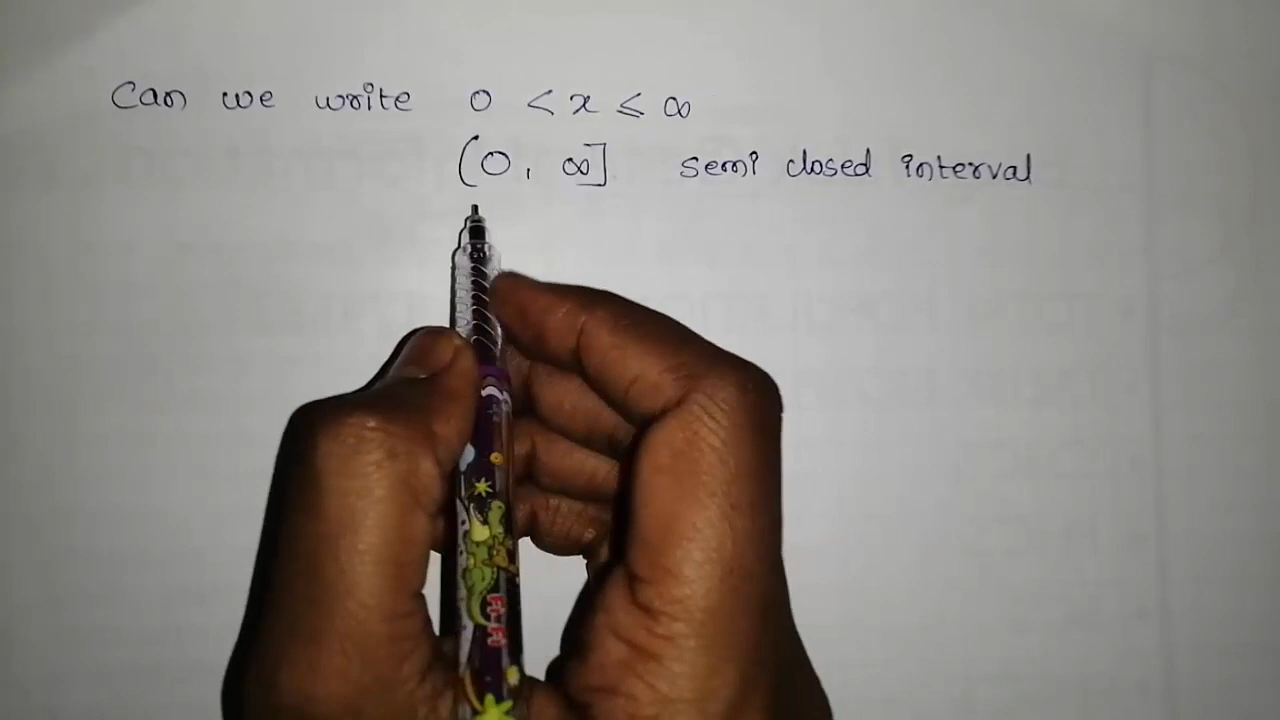 Can we write 0 < x ≤ ∞
(0, ∞] semi closed interval